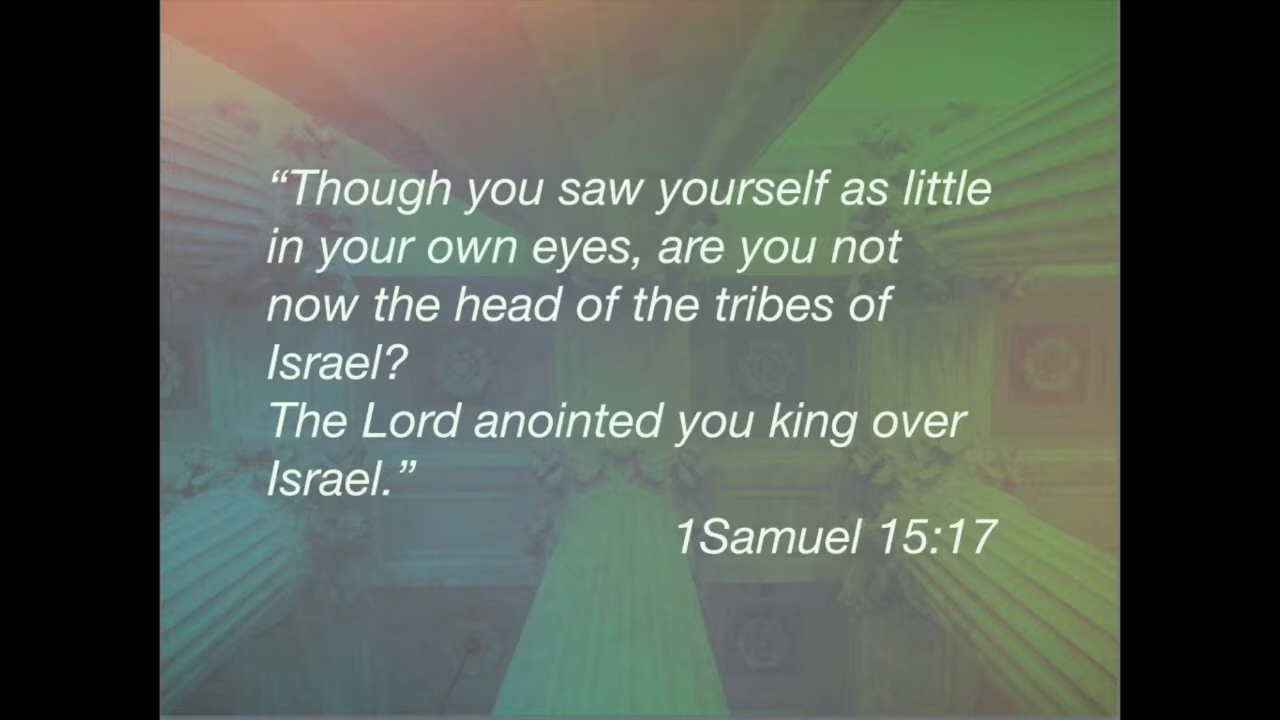 “Though you saw yourself as little
in your own eyes, are you not
now the head of the tribes of
Israel?
The Lord anointed you king over
Israel.”
1Samuel 15:17